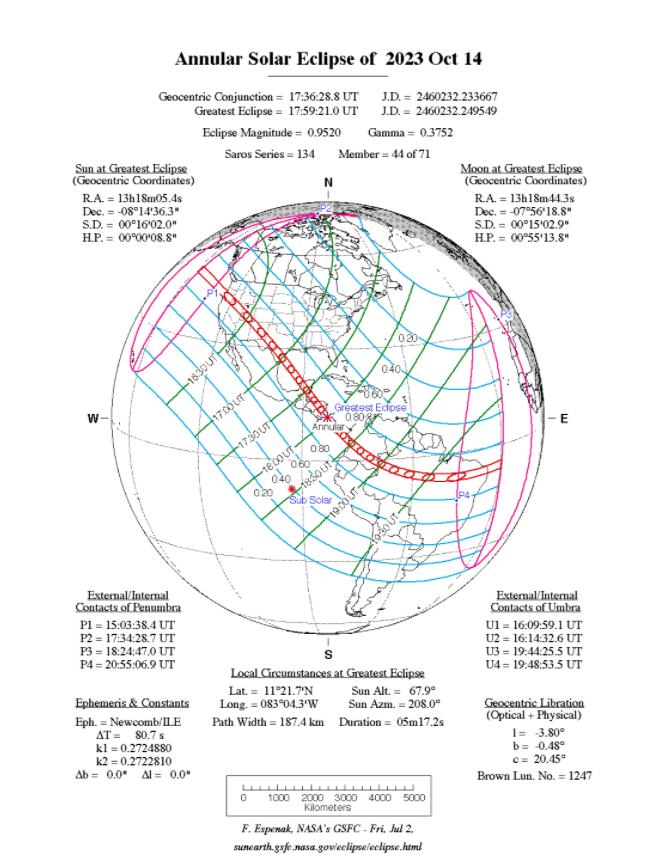 Annular Solar Eclipse of 2023 Oct 14
Geocentric Conjunction = 17:36:28.8 UT J.D. = 2460232.233667
Greatest Eclipse = 17:59:21.0 UT J.D. = 2460232.249549
Eclipse Magnitude = 0.9520 Gamma = 0.3752
Saros Series = 134 Member = 44 of 71
Sun at Greatest Eclipse
(Geocentric Coordinates)
R.A. = 13h18m05.4s
Dec. = -08°14'36.3"
S.D. = 00°16'02.0"
H.P. = 00°00'08.8"
Moon at Greatest Eclipse
(Geocentric Coordinates)
R.A. = 13h18m44.3s
Dec. = -07°56'18.8"
S.D. = 00°15'02.9"
H.P. = 00°55'13.8"
N
P2
P1
P3
0.20
0.40
0.60
Greatest Eclipse
0.80
Annular
W
E
15:30 UT
17:00 UT
17:30 UT
18:00 UT
18:30 UT
19:00 UT
19:30 UT
0.80
0.60
0.40
0.20
Sub Solar
P4
S
External/Internal
Contacts of Penumbra
P1 = 15:03:38.4 UT
P2 = 17:34:28.7 UT
P3 = 18:24:47.0 UT
P4 = 20:55:06.9 UT
External/Internal
Contacts of Umbra
U1 = 16:09:59.1 UT
U2 = 16:14:32.6 UT
U3 = 19:44:25.5 UT
U4 = 19:48:53.5 UT
Local Circumstances at Greatest Eclipse
Lat. = 11°21.7'N Sun Alt. = 67.9°
Long. = 083°04.3'W Sun Azm. = 208.0°
Path Width = 187.4 km Duration = 05m17.2s
Ephemeris & Constants
Eph. = Newcomb/ILE
ΔT = 80.7 s
k1 = 0.2724880
k2 = 0.2722810
Δb = 0.0" Δl = 0.0"
Geocentric Libration
(Optical + Physical)
l = -3.80°
b = -0.48°
c = 20.45°
Brown Lun. No. = 1247
0 1000 2000 3000 4000 5000
Kilometers
F. Espenak, NASA's GSFC - Fri, Jul 2,
sunearth.gsfc.nasa.gov/eclipse/eclipse.html